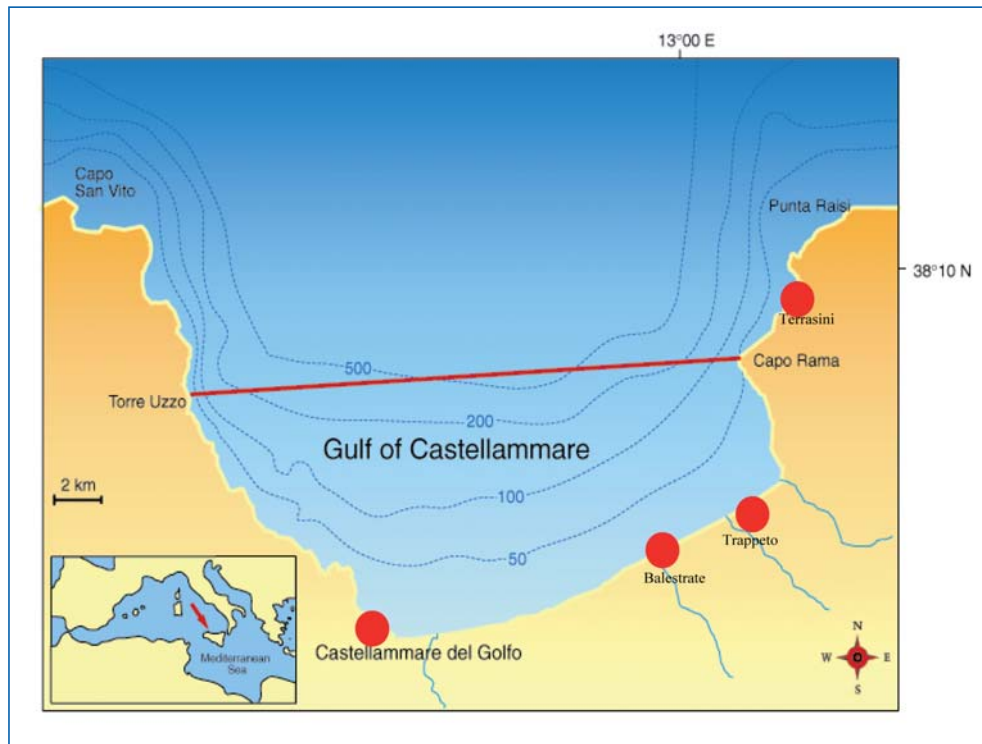 13°00 E
Capo
San Vito
Punta Raisi
38°10 N
Terrasini
500
Capo Rama
Torre Uzzo
200
Gulf of Castellammare
2 km
100
Trappeto
50
Balestrate
Castellammare del Golfo
Mediterranean
Sea
N
W
E
S